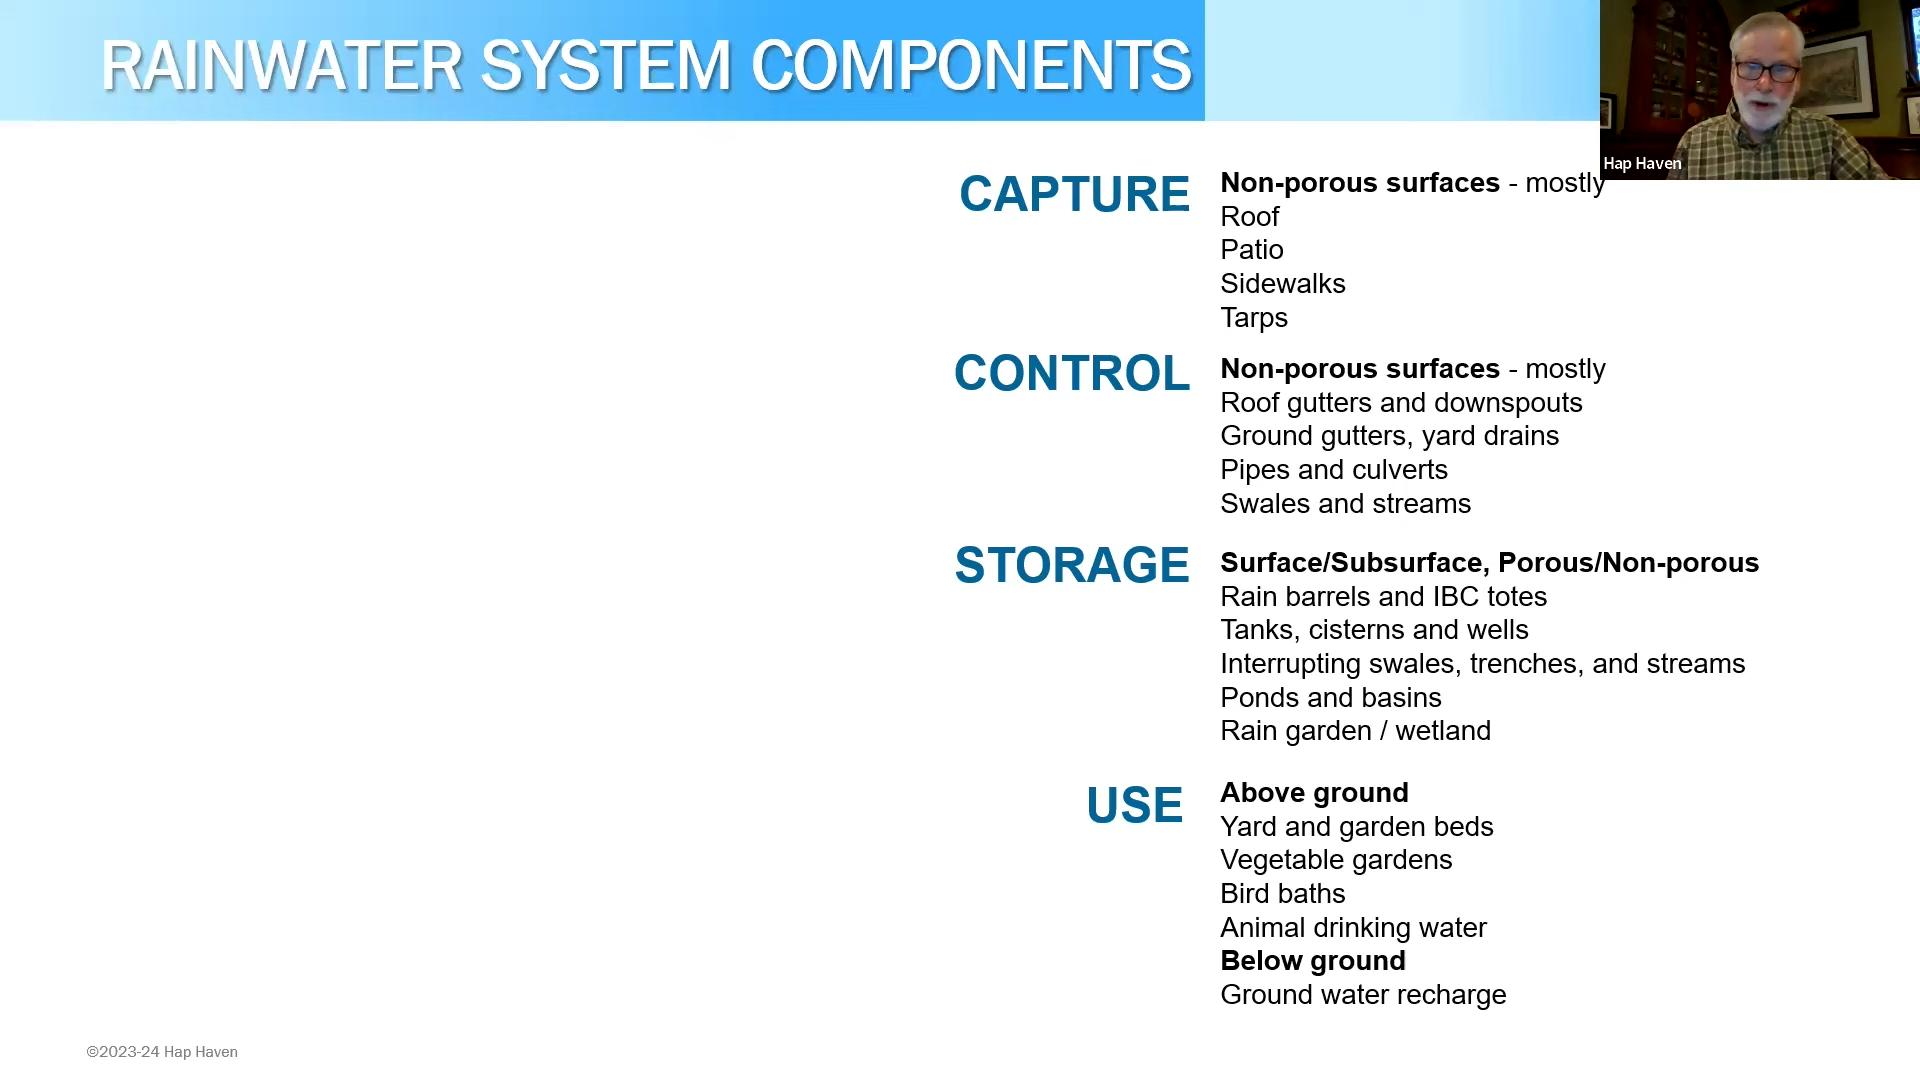 RAINWATER SYSTEM COMPONENTS
Hap Haven
CAPTURE
Non-porous surfaces - mostly
Roof
Patio
Sidewalks
Tarps
CONTROL
Non-porous surfaces - mostly
Roof gutters and downspouts
Ground gutters, yard drains
Pipes and culverts
Swales and streams
STORAGE
Surface/Subsurface, Porous/Non-porous
Rain barrels and IBC totes
Tanks, cisterns and wells
Interrupting swales, trenches, and streams
Ponds and basins
Rain garden / wetland
USE
Above ground
Yard and garden beds
Vegetable gardens
Bird baths
Animal drinking water
Below ground
Ground water recharge
©2023-24 Hap Haven